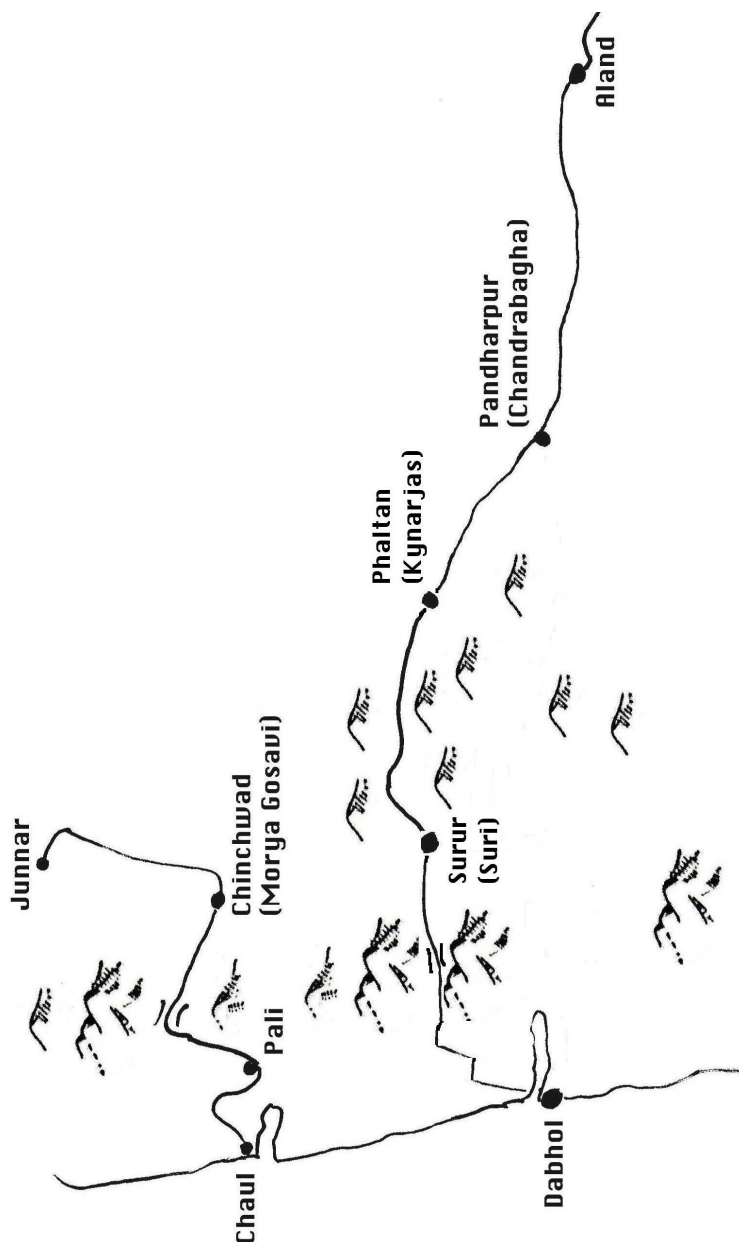 Junnar
Chinchwad
(Morya Gosavi)
Pali
Chaul
Aland
Pandharpur
(Chandrabagha)
Phaltan
(Kynarjas)
Surur
(Suri)
Dabhol